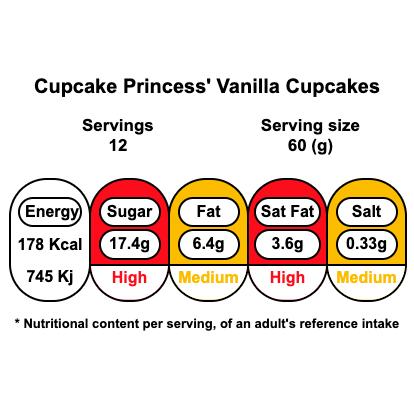 Cupcake Princess' Vanilla Cupcakes
Servings Serving size
12 60 (g)
Energy Sugar Fat Sat Fat Salt
178 Kcal 17.4g 6.4g 3.6g 0.33g
745 Kj High Medium High Medium
* Nutritional content per serving, of an adult's reference intake